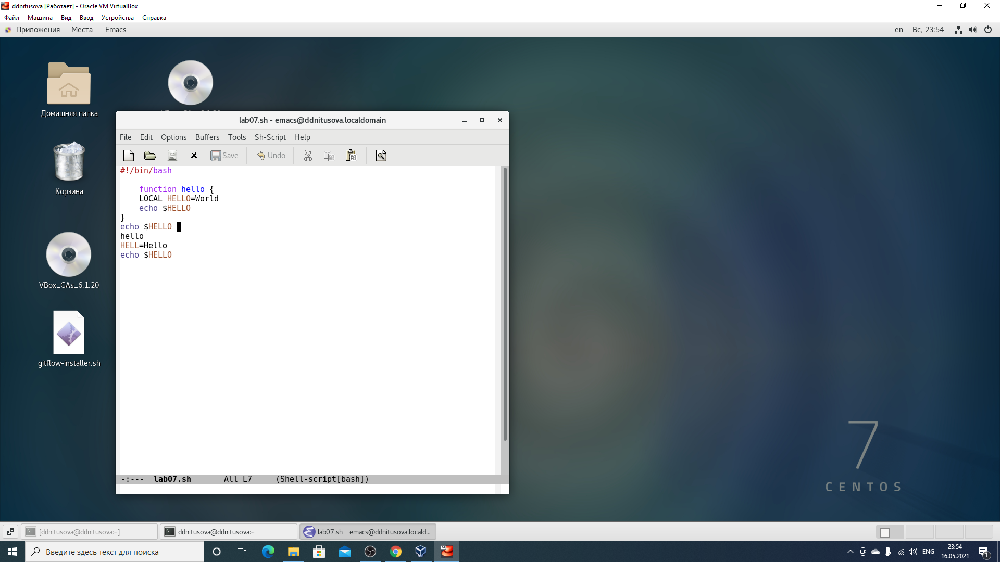 ddnitusova [Работает] - Oracle VM VirtualBox
Файл Машина Вид Ввод Устройства Справка
Приложения Места Emacs en Вс, 23:54
Домашняя папка
Корзина
VBox_GAs_6.1.20
gitflow-installer.sh
lab07.sh - emacs@ddnitusova.localdomain
File Edit Options Buffers Tools Sh-Script Help
Save Undo
#!/bin/bash
function hello {
LOCAL HELLO=World
echo $HELLO
}
echo $HELLO
hello
HELL=Hello
echo $HELLO
-:--- lab07.sh All L7 (Shell-script[bash])
7
CENTOS
[ddnitusova@ddnitusova:~] ddnitusova@ddnitusova:~ lab07.sh - emacs@ddnitusova.locald...
Введите здесь текст для поиска
64
ENG
23:54
16.05.2021
1